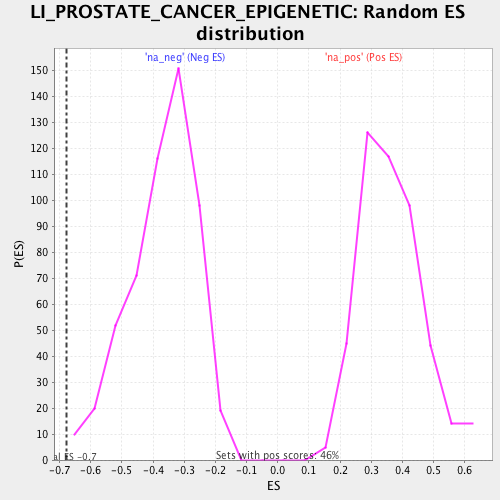 LI_PROSTATE_CANCER_EPIGENETIC: Random ES
distribution
'na_neg' (Neg ES)
'na_pos' (Pos ES)
150
140
130
120
110
100
90
80
70
60
50
40
30
20
10
0
P(ES)
ES -0.7
Sets with pos scores: 46%
-0.7 -0.6 -0.5 -0.4 -0.3 -0.2 -0.1 0.0 0.1 0.2 0.3 0.4 0.5 0.6
ES